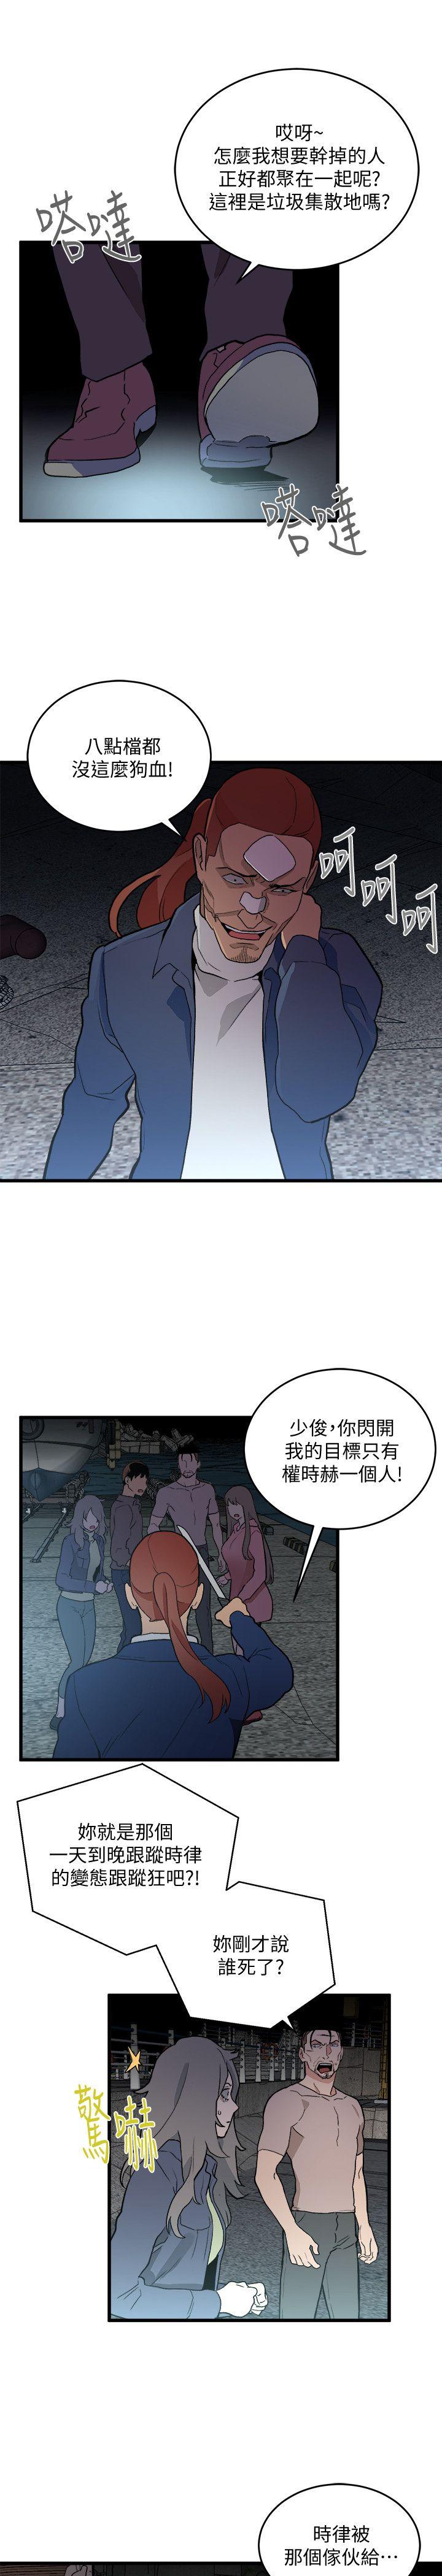 哎呀~
怎麼我想要幹掉的人
正好都聚在一起呢?
這裡是垃圾集散地嗎?
嗒噠
嗒噠
八點檔都
沒這麼狗血!
呵呵呵
少俊,你閃開
我的目標只有
權時赫一個人!
妳就是那個
一天到晚跟蹤時律
的變態跟蹤狂吧?!
妳剛才說
誰死了?
驚嚇
時律被
那個傢伙給…